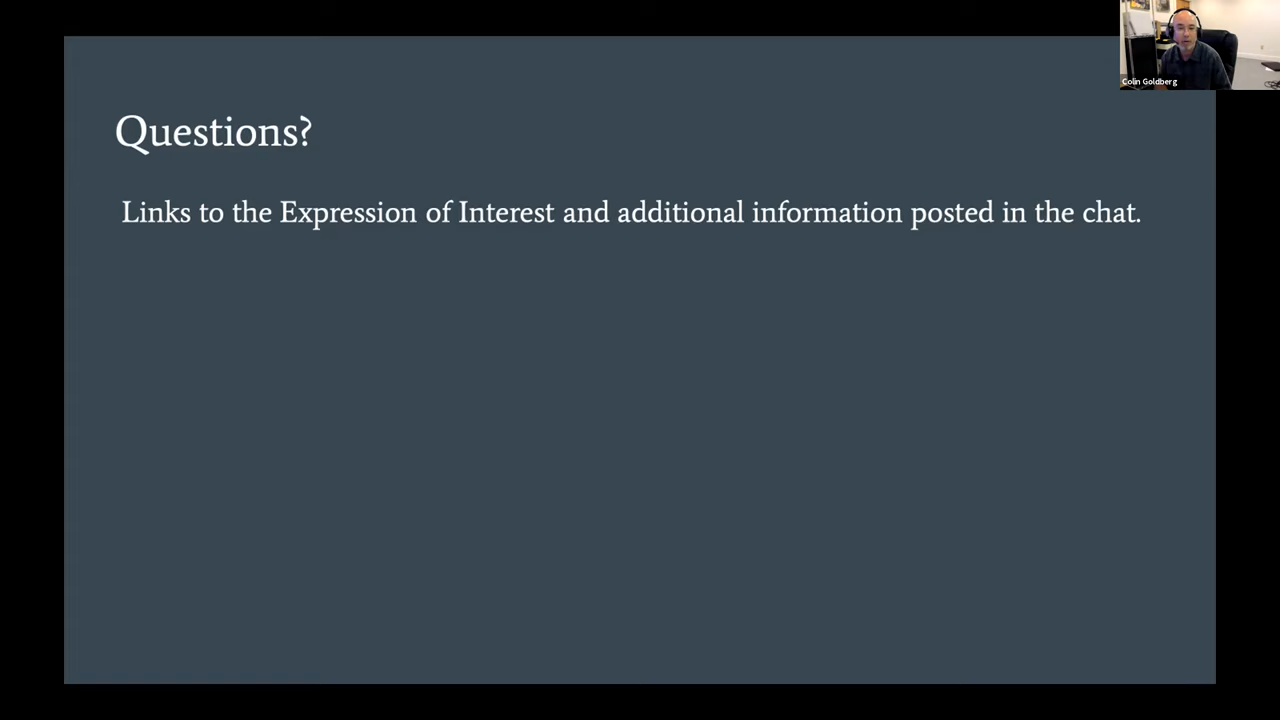 Colin Goldberg
Questions?
Links to the Expression of Interest and additional information posted in the chat.